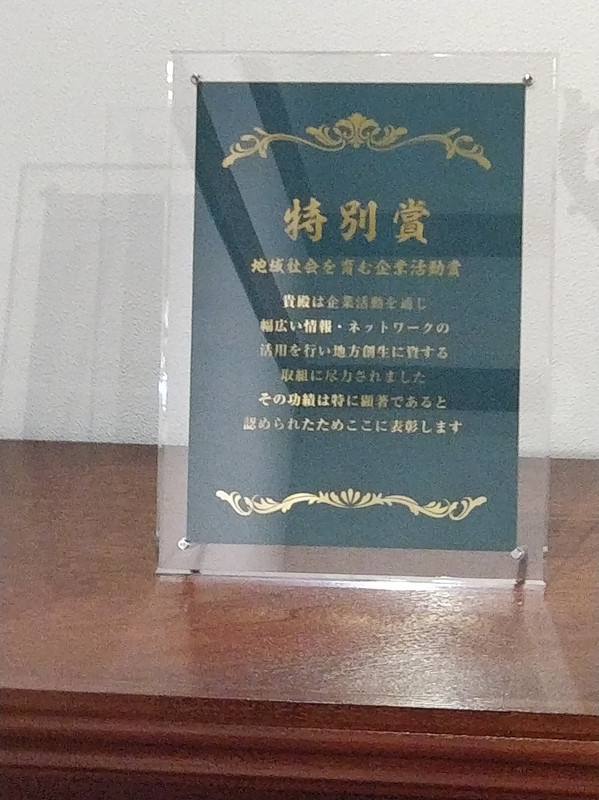 特別賞
地域社会を育む企業活動賞
貴殿は企業活動を通じ
幅広い情報・ネットワークの
活用を行い地方創生に資する
取組に尽力されました
その功績は特に顕著であると
認められたためここに表彰します